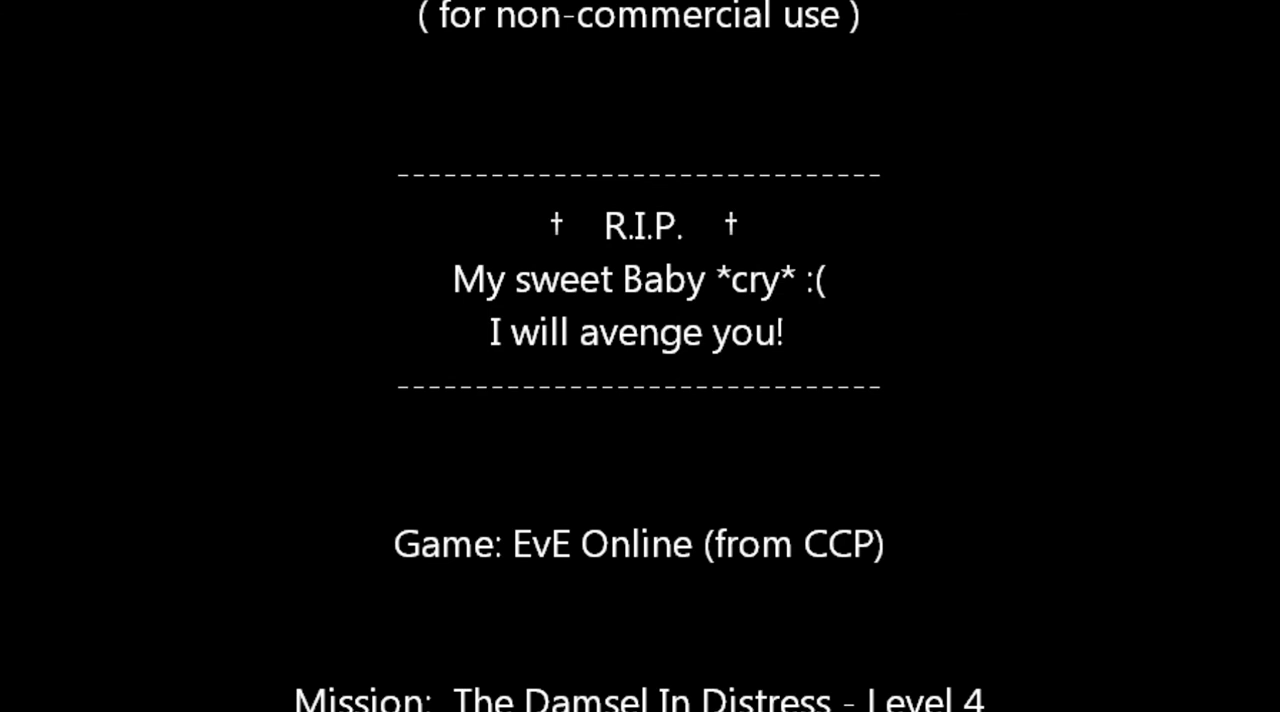 ( for non-commercial use )
-------------------------------
† R.I.P. †
My sweet Baby *cry* :(
I will avenge you!
-------------------------------
Game: EvE Online (from CCP)
Mission: The Damsel In Distress - Level 4